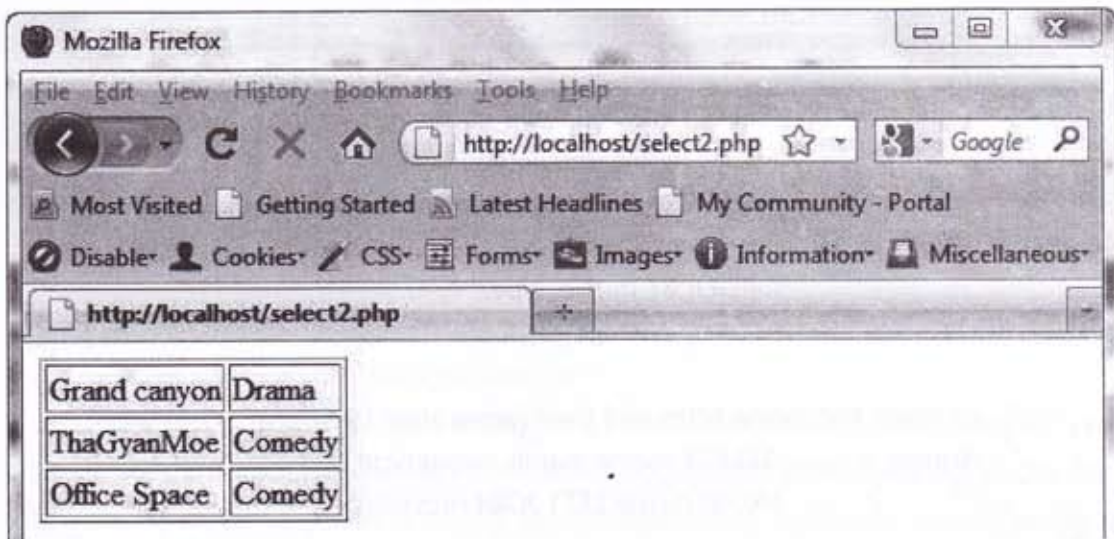 Mozilla Firefox
File Edit View History Bookmarks Tools Help
http://localhost/select2.php Google
Most Visited Getting Started Latest Headlines My Community - Portal
Disable Cookies CSS Forms Images Information Miscellaneous
http://localhost/select2.php
Grand canyon Drama
ThaGyanMoe Comedy
Office Space Comedy